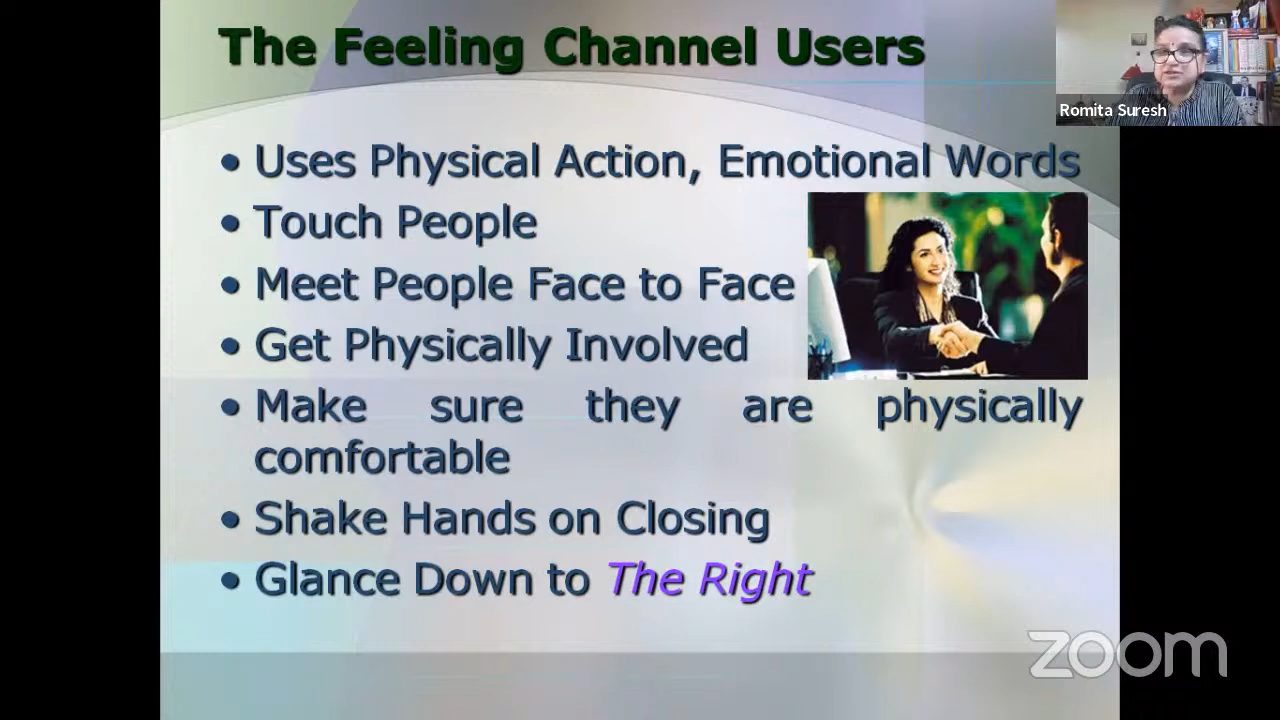 The Feeling Channel Users
Romita Suresh
• Uses Physical Action, Emotional Words
• Touch People
• Meet People Face to Face
• Get Physically Involved
• Make sure they are physically
comfortable
• Shake Hands on Closing
• Glance Down to The Right
zoom